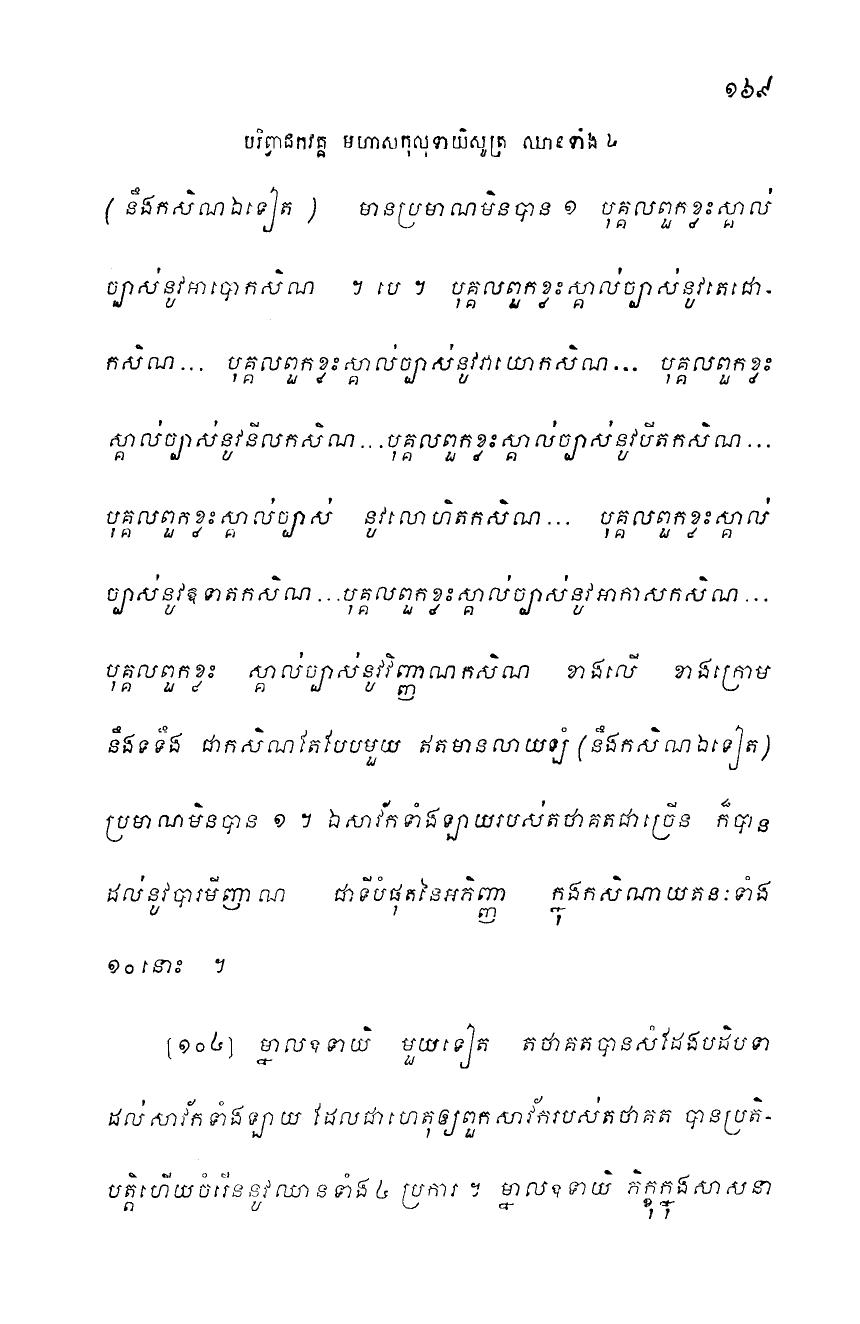 ១៦៩
បរិព្វាជកវគ្គ មហាសកុលុទាយិសូត្រ ឈានទាំង ៤
(នឹងកសិណឯទៀត) មានប្រមាណមិនបាន ១ បុគ្គលពួកខ្លះស្គាល់
ច្បាស់នូវអាបោកសិណ ។ បេ ។ បុគ្គលពួកខ្លះស្គាល់ច្បាស់នូវតេជោ-
កសិណ... បុគ្គលពួកខ្លះស្គាល់ច្បាស់នូវវាយោកសិណ... បុគ្គលពួកខ្លះ
ស្គាល់ច្បាស់នូវនីលកសិណ...បុគ្គលពួកខ្លះស្គាល់ច្បាស់នូវបីតកសិណ...
បុគ្គលពួកខ្លះស្គាល់ច្បាស់ នូវលោហិតកសិណ... បុគ្គលពួកខ្លះស្គាល់
ច្បាស់នូវឱទាតកសិណ...បុគ្គលពួកខ្លះស្គាល់ច្បាស់នូវអាកាសកសិណ...
បុគ្គលពួកខ្លះ ស្គាល់ច្បាស់នូវវិញ្ញាណកសិណ ខាងលើ ខាងក្រោម
នឹងទទឹង ជាកសិណតែបែបមួយ ឥតមានលាយឡំ (នឹងកសិណឯទៀត)
ប្រមាណមិនបាន ១ ។ ឯសាវ័កទាំងឡាយរបស់តថាគតជាច្រើន ក៏បាន
ដល់នូវបារមីញាណ ជាទីបំផុតនៃអភិញ្ញា ក្នុងកសិណាយតនៈទាំង
១០នោះ ។
[១០៤] ម្នាលឧទាយិ មួយទៀត តថាគតបានសំដែងបដិបទា
ដល់សាវ័កទាំងឡាយ ដែលជាហេតុឲ្យពួកសាវ័ករបស់តថាគត បានប្រតិ-
បត្តិហើយចំរើននូវឈានទាំង៤ ប្រការ ។ ម្នាលឧទាយិ ភិក្ខុក្នុងសាសនា